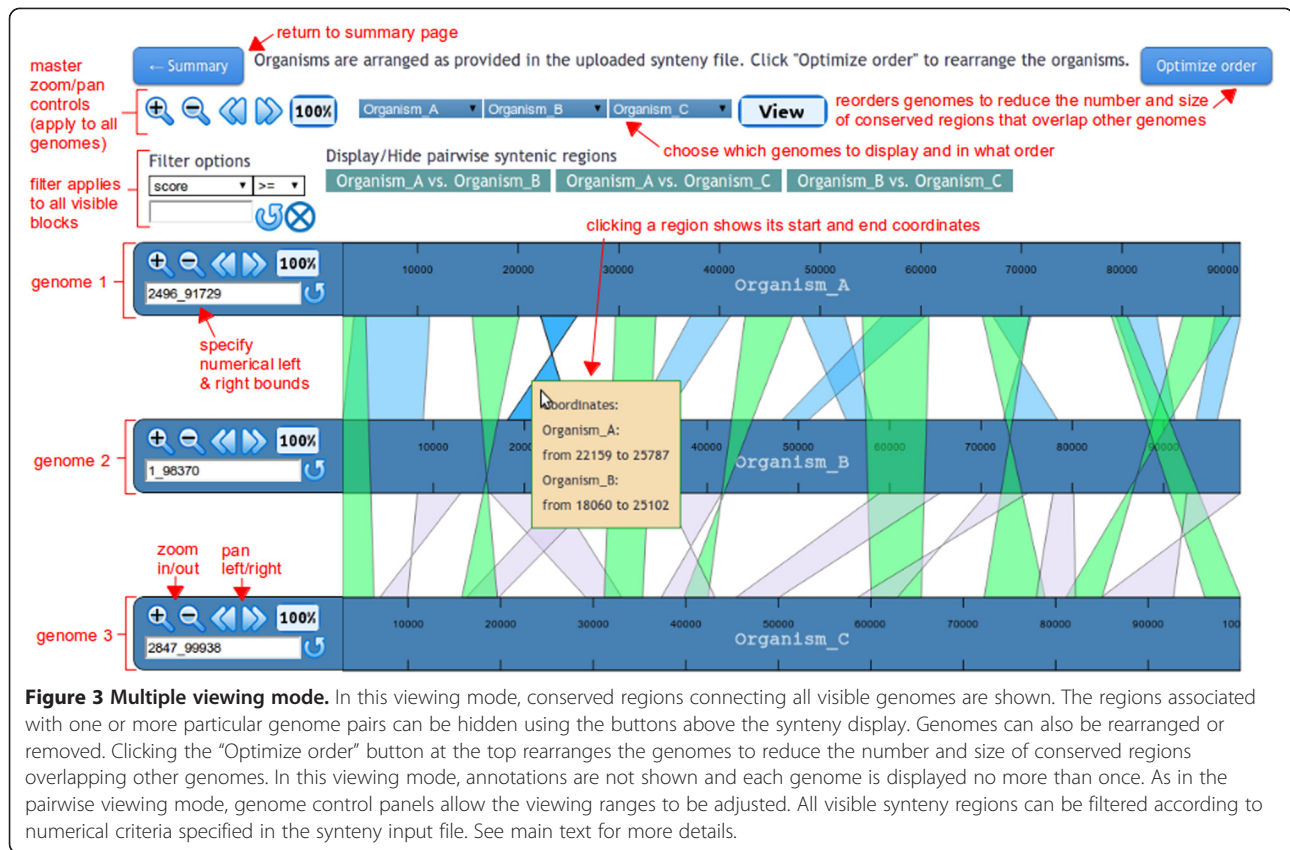 return to summary page
← Summary
Organisms are arranged as provided in the uploaded synteny file. Click "Optimize order" to rearrange the organisms.
Optimize order
master
zoom/pan
controls
(apply to all
genomes)
100%
Organism_A
Organism_B
Organism_C
View
reorders genomes to reduce the number and size
of conserved regions that overlap other genomes
choose which genomes to display and in what order
filter applies
to all visible
blocks
Filter options
score
>=
Display/Hide pairwise syntenic regions
Organism_A vs. Organism_B
Organism_A vs. Organism_C
Organism_B vs. Organism_C
clicking a region shows its start and end coordinates
genome 1
100%
2496_91729
10000 20000 30000 40000 50000 60000 70000 80000 90000
Organism_A
specify
numerical left
& right bounds
Coordinates:
Organism_A:
from 22159 to 25787
Organism_B:
from 18060 to 25102
genome 2
100%
1_98370
10000 200 40000 50000 60000 70000 80000 90000
Organism_B
zoom
in/out
pan
left/right
genome 3
100%
2847_99938
10000 20000 30000 40000 50000 60000 70000 80000 90000 100
Organism_C
Figure 3 Multiple viewing mode. In this viewing mode, conserved regions connecting all visible genomes are shown. The regions associated
with one or more particular genome pairs can be hidden using the buttons above the synteny display. Genomes can also be rearranged or
removed. Clicking the "Optimize order" button at the top rearranges the genomes to reduce the number and size of conserved regions
overlapping other genomes. In this viewing mode, annotations are not shown and each genome is displayed no more than once. As in the
pairwise viewing mode, genome control panels allow the viewing ranges to be adjusted. All visible synteny regions can be filtered according to
numerical criteria specified in the synteny input file. See main text for more details.